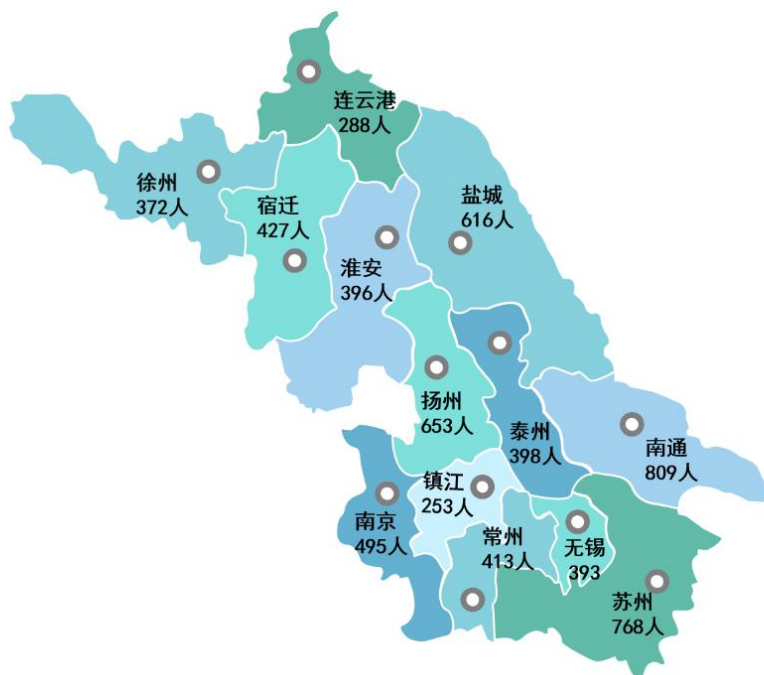 连云港
288人
徐州
372人
宿迁
427人
盐城
616人
淮安
396人
扬州
653人
泰州
398人
南通
809人
镇江
253人
南京
495人
常州
413人
无锡
393
苏州
768人